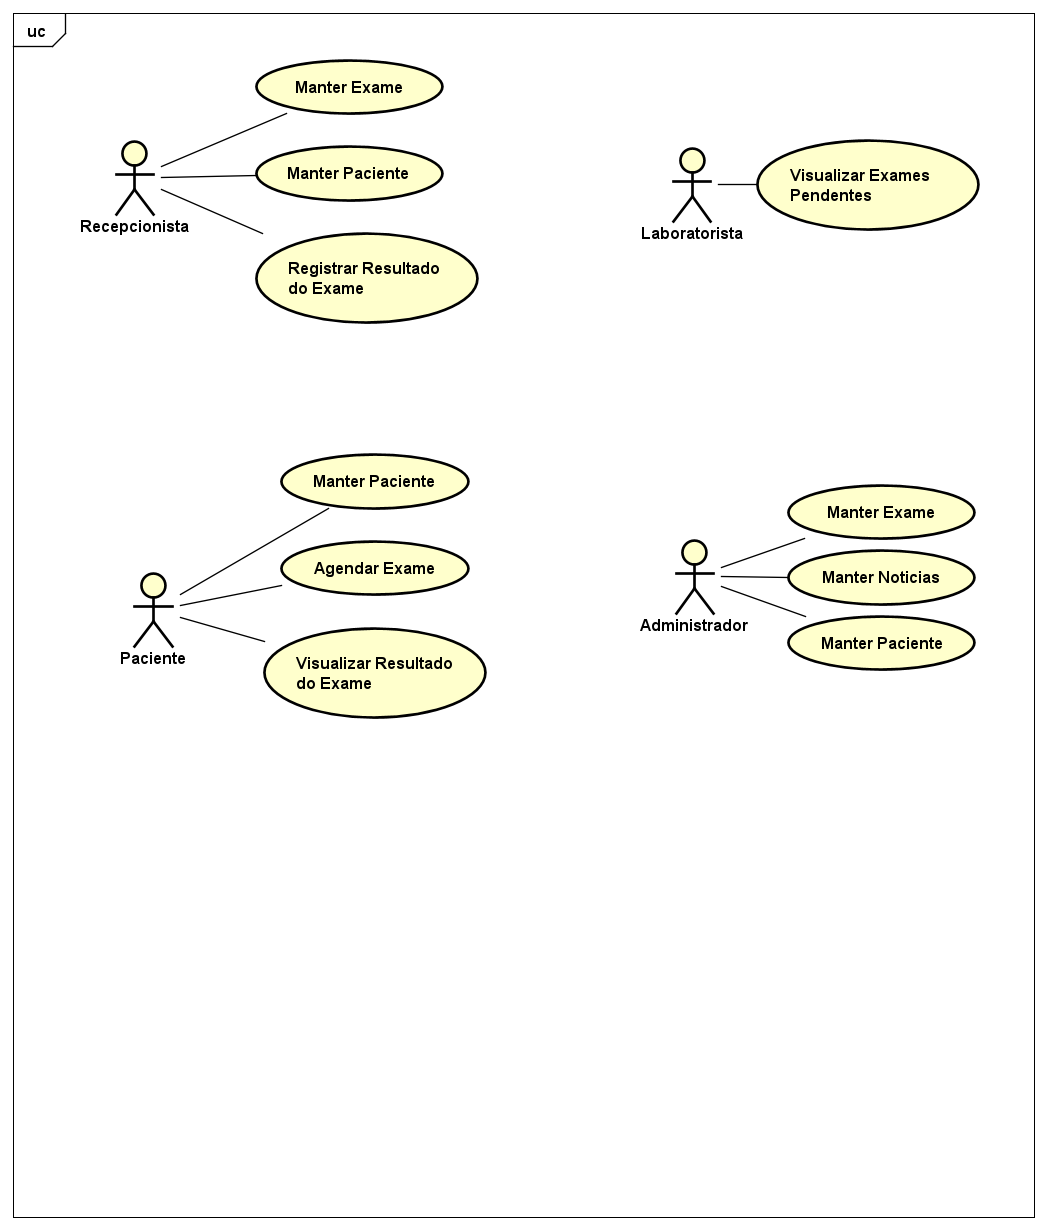 uc
Manter Exame
Manter Paciente
Recepcionista
Registrar Resultado
do Exame
Visualizar Exames
Pendentes
Laboratorista
Manter Paciente
Agendar Exame
Paciente
Visualizar Resultado
do Exame
Manter Exame
Manter Noticias
Administrador
Manter Paciente